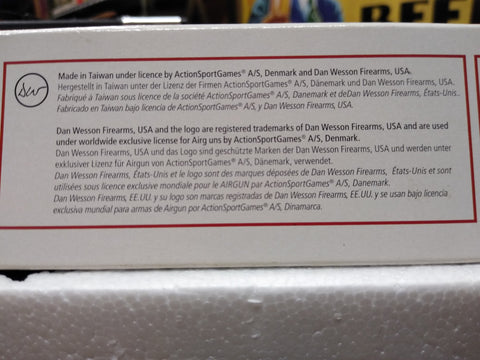 BEE
dw
Made in Taiwan under licence by ActionSportGames® A/S, Denmark and Dan Wesson Firearms, USA.
Hergestellt in Taiwan unter der Lizenz der Firmen ActionSportGames® A/S, Dänemark und Dan Wesson Firearms, USA.
Fabriqué à Taiwan sous licence de la société ActionSportGames® A/S, Danemark et deDan Wesson Firearms, États-Unis.
Fabricado en Taiwan bajo licencia de ActionSportGames® A/S, y Dan Wesson Firearms, USA.
Dan Wesson Firearms, USA and the logo are registered trademarks of Dan Wesson Firearms, USA and are used
under worldwide exclusive license for Airg uns by ActionSportGames® A/S, Denmark.
Dan Wesson Firearms, USA und das Logo sind geschützte Marken der Dan Wesson Firearms, USA und werden unter
exklusiver Lizenz für Airgun von ActionSportGames® A/S, Dänemark, verwendet.
Dan Wesson Firearms, États-Unis et le logo sont des marques déposées de Dan Wesson Firearms, États-Unis et sont
utilisées sous licence exclusive mondiale pour le AIRGUN par ActionSportGames® A/S, Danemark.
Dan Wesson Firearms, EE.UU. y su logo son marcas registradas de Dan Wesson Firearms, EE.UU. y se usan bajo licencia
exclusiva mundial para armas de Airgun por ActionSportGames® A/S, Dinamarca.